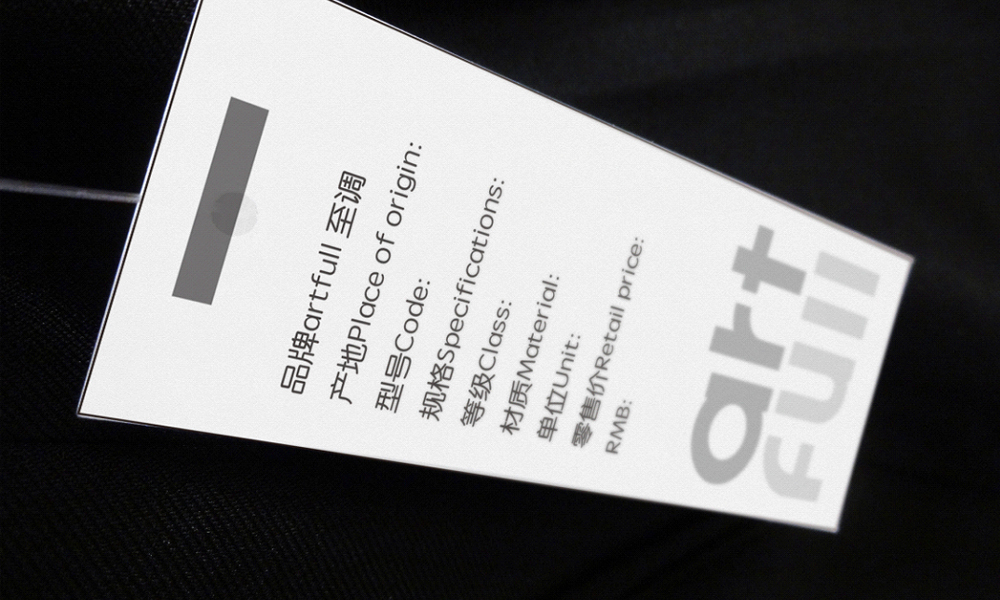 品牌artfull 至调
产地Place of origin:
型号Code:
规格Specifications:
等级Class:
材质Material:
单位Unit:
零售价Retail price:
RMB:
art
full